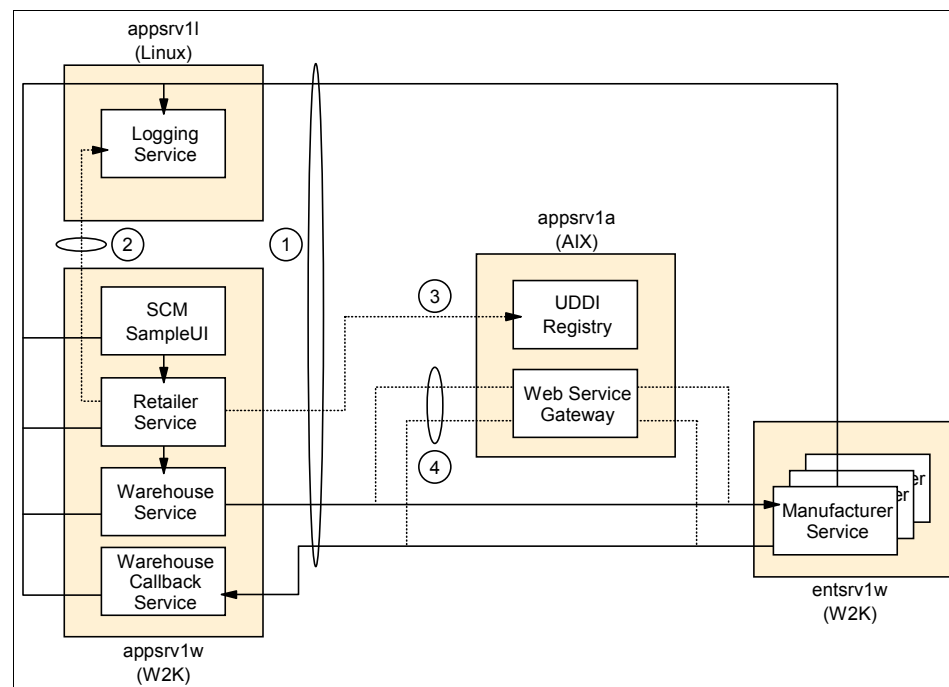 appsrv1l
(Linux)
Logging
Service
2
1
appsrv1a
(AIX)
3
UDDI
Registry
SCM
SampleUI
Retailer
Service
Web Service
Gateway
4
Warehouse
Service
Manufacturer
Service
Warehouse
Callback
Service
entsrv1w
(W2K)
appsrv1w
(W2K)